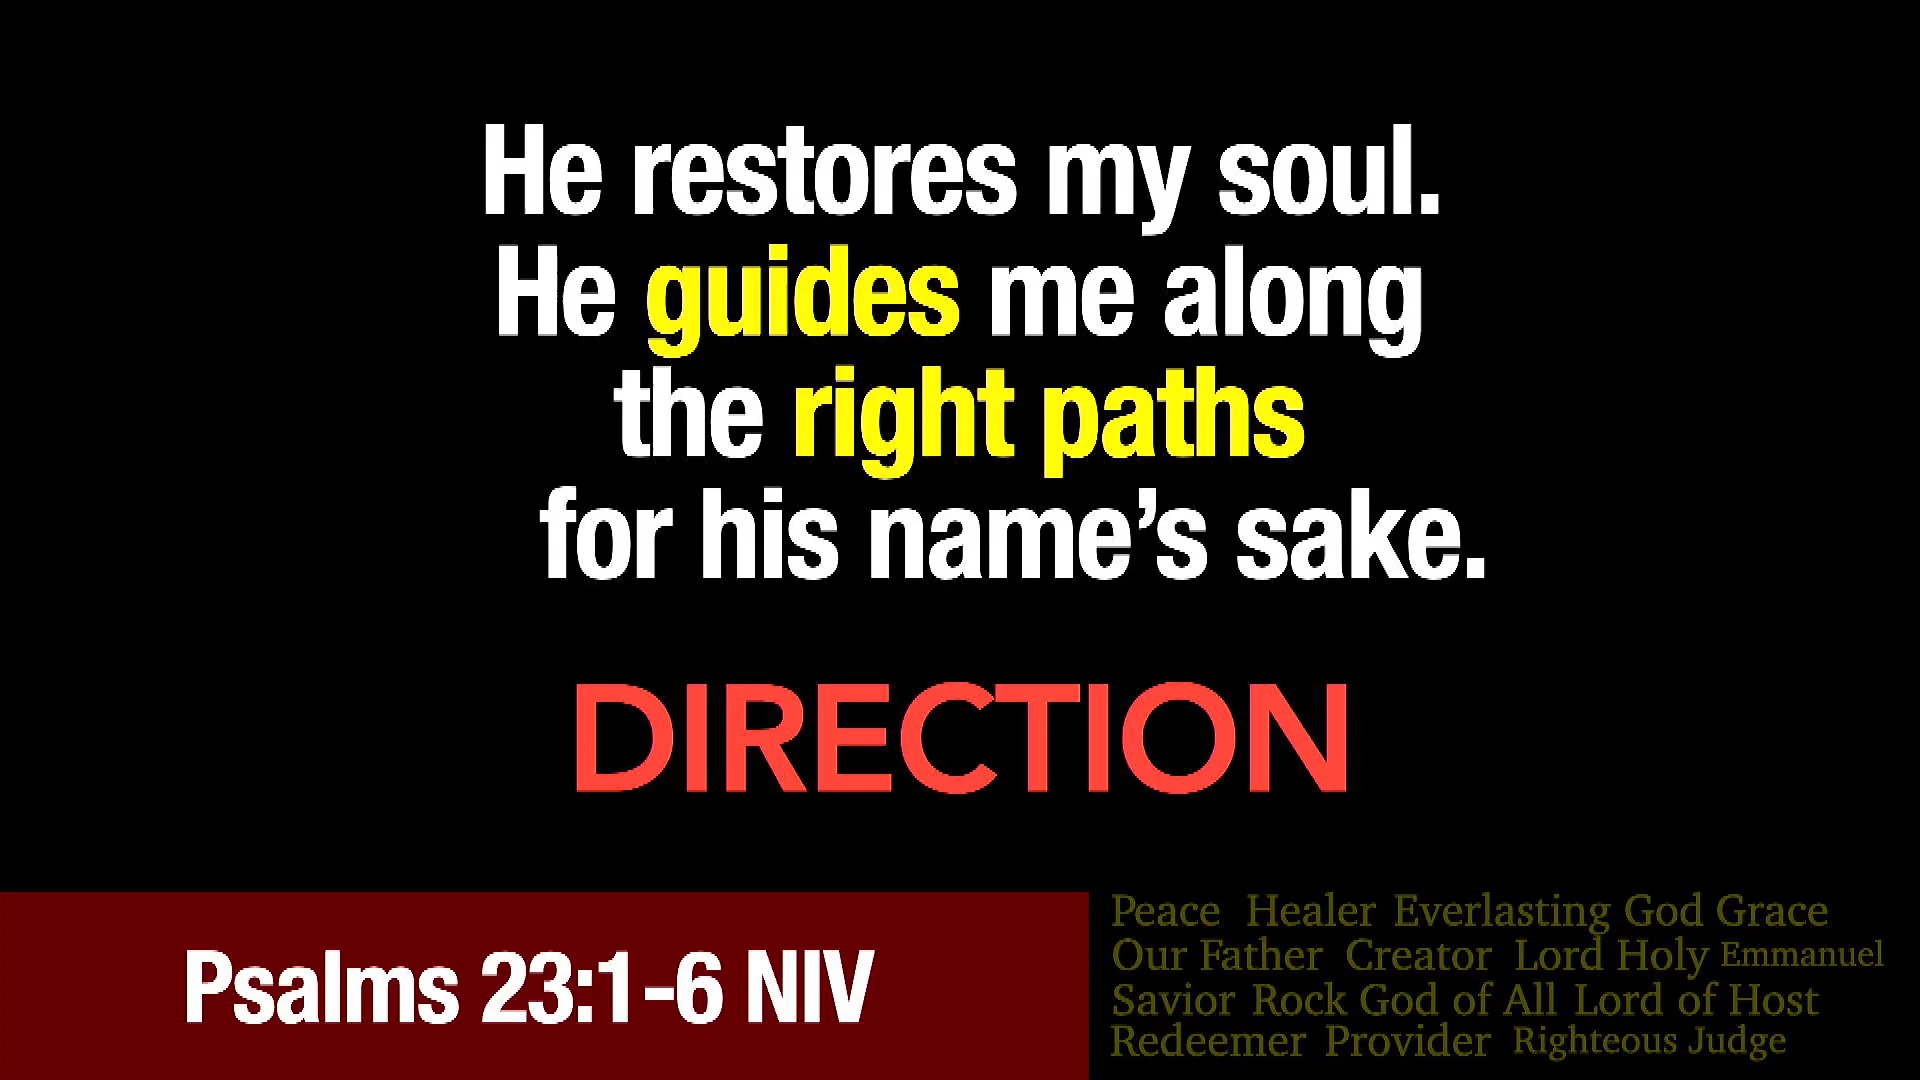 He restores my soul.
He guides me along
the right paths
for his name’s sake.
DIRECTION
Psalms 23:1-6 NIV
Peace Healer Everlasting God Grace
Our Father Creator Lord Holy Emmanuel
Savior Rock God of All Lord of Host
Redeemer Provider Righteous Judge